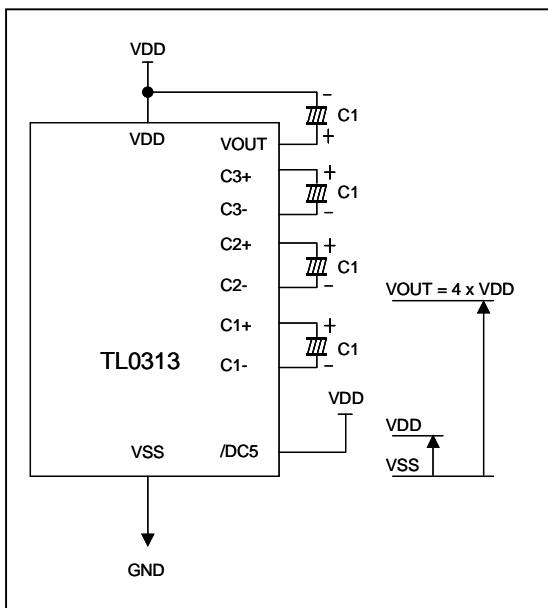 VDD
VDD
VOUT
− C1 +
C3+
C3-
+ C1 −
C2+
C2-
+ C1 −
C1+
C1-
+ C1 −
TL0313
VSS
/DC5
VDD
GND
VOUT = 4 x VDD
VDD
VSS